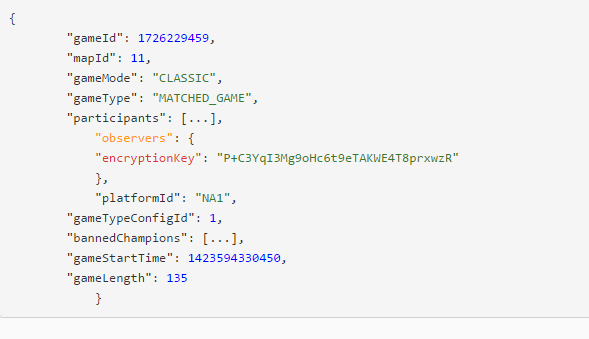 {
"gameId": 1726229459,
"mapId": 11,
"gameMode": "CLASSIC",
"gameType": "MATCHED_GAME",
"participants": [...],
"observers": {
"encryptionKey": "P+C3YqI3Mg9oHc6t9eTAKWE4T8prxwzR"
},
"platformId": "NA1",
"gameTypeConfigId": 1,
"bannedChampions": [...],
"gameStartTime": 1423594330450,
"gameLength": 135
}